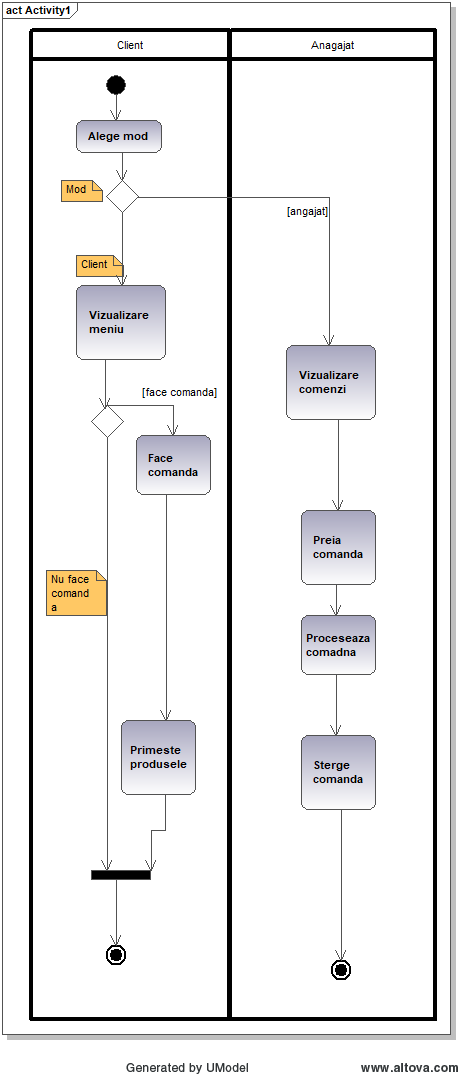 act Activity1
Client
Anagajat
Alege mod
Mod
[angajat]
Client
Vizualizare
meniu
Vizualizare
comenzi
[face comanda]
Face
comanda
Preia
comanda
Nu face
comand
a
Proceseaza
comadna
Primeste
produsele
Sterge
comanda
Generated by UModel
www.altova.com